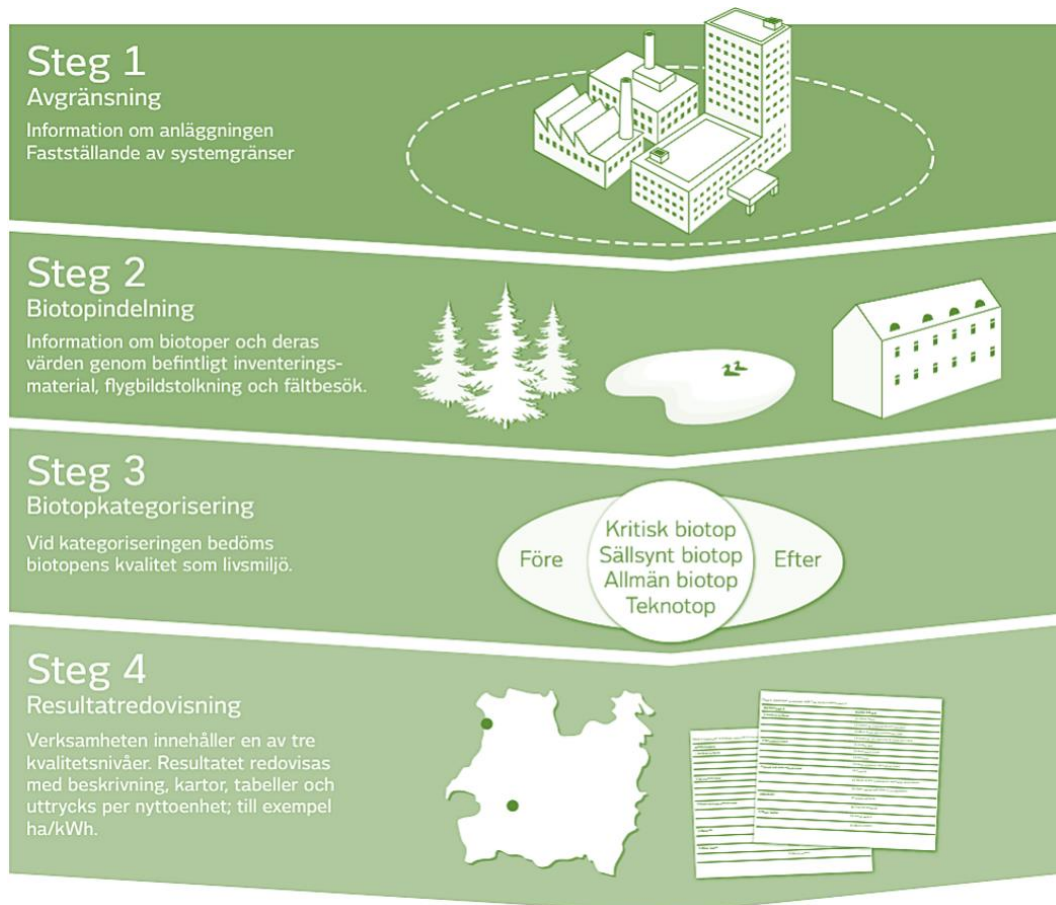 Steg 1
Avgränsning
Information om anläggningen
Fastställande av systemgränser
Steg 2
Biotopindelning
Information om biotoper och deras
värden genom befintligt inventerings-
material, flygbildstolkning och fältbesök.
Steg 3
Biotopkategorisering
Vid kategoriseringen bedöms
biotopens kvalitet som livsmiljö.
Före
Kritisk biotop
Sällsynt biotop
Allmän biotop
Teknotop
Efter
Steg 4
Resultatredovisning
Verksamheten innehåller en av tre
kvalitetsnivåer. Resultatet redovisas
med beskrivning, kartor, tabeller och
uttrycks per nyttoenhet; till exempel
ha/kWh.